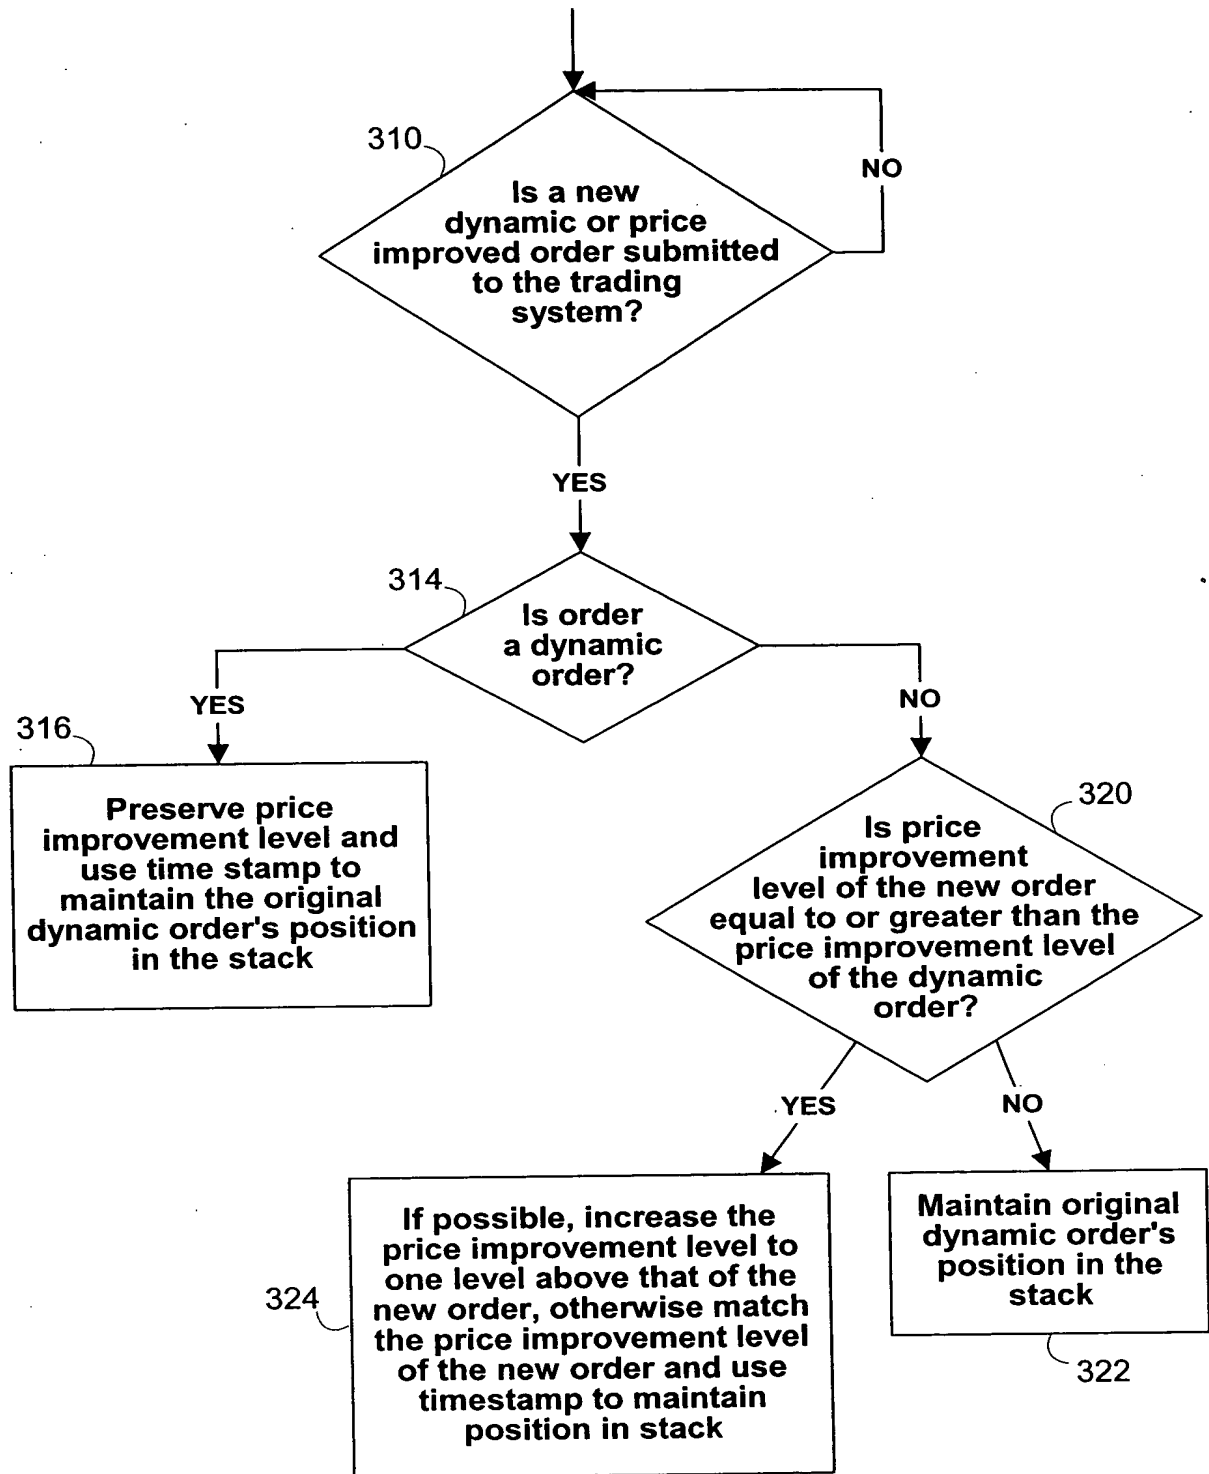 310
NO
Is a new
dynamic or price
improved order submitted
to the trading
system?
YES
314
Is order
a dynamic
order?
YES
NO
316
Preserve price
improvement level and
use time stamp to
maintain the original
dynamic order's position
in the stack
320
Is price
improvement
level of the new order
equal to or greater than the
price improvement level
of the dynamic
order?
YES
NO
324
If possible, increase the
price improvement level to
one level above that of the
new order, otherwise match
the price improvement level
of the new order and use
timestamp to maintain
position in stack
Maintain original
dynamic order's
position in the
stack
322